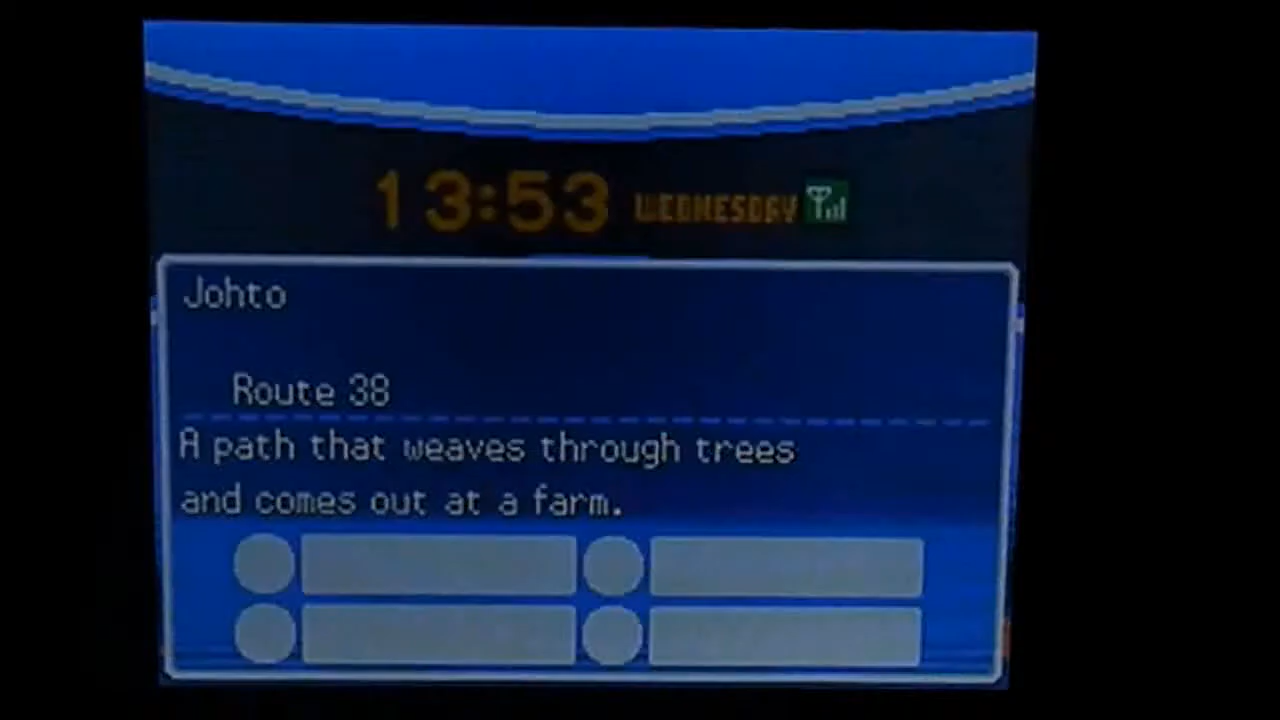 13:53 WEDNESDAY
Johto
Route 38
A path that weaves through trees
and comes out at a farm.